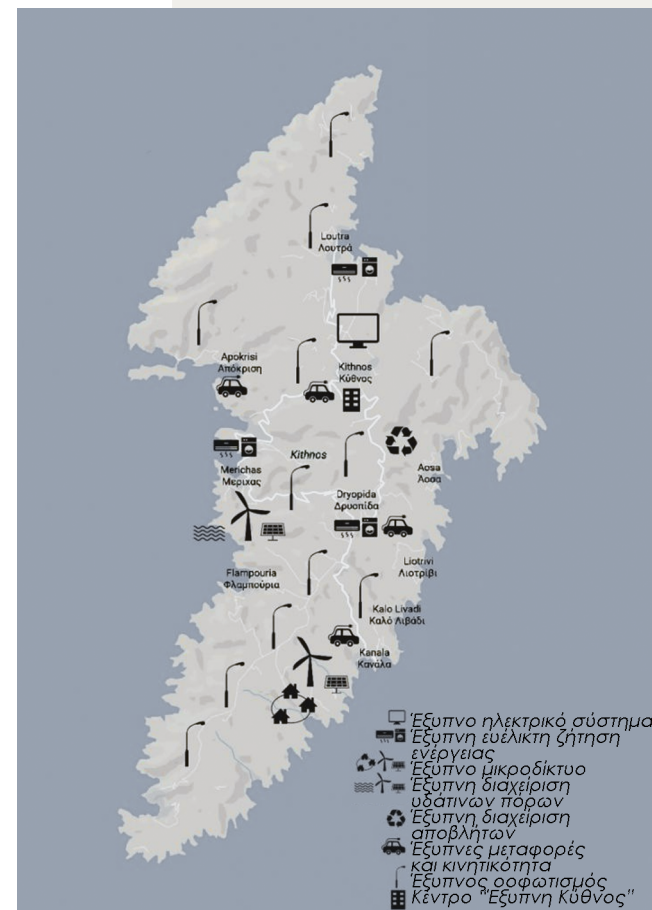 Loutra
Λουτρά
Apokrisi
Απόκριση
Kithnos
Κύθνος
Kithnos
Merichas
Μεριχας
Aosa
Άοσα
Dryopida
Δρυοπίδα
Liotrivi
Λιοτρίβι
Flampouria
Φλαμπούρια
Kalo Livadi
Καλό Λιβάδι
Kanala
Κανάλα
Έξυπνο ηλεκτρικό σύστημα
Έξυπνη ευέλικτη ζήτηση
ενέργειας
Έξυπνο μικροδίκτυο
Έξυπνη διαχείριση
υδάτινων πόρων
Έξυπνη διαχείριση
αποβλήτων
Έξυπνες μεταφορές
και κινητικότητα
Έξυπνος οοφωτισμός
Κέντρο "Έξυπνη Κύθνος"